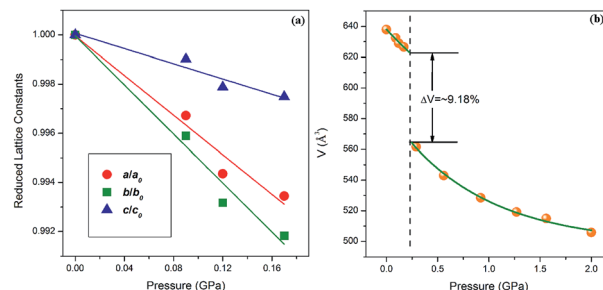 (a)
1.000
0.998
0.996
0.994
0.992
Reduced Lattice Constants
a/a₀
b/b₀
c/c₀
0.00
0.04
0.08
0.12
0.16
Pressure (GPa)
(b)
640
620
600
580
560
540
520
500
V (Å³)
ΔV=~9.18%
0.0
0.5
1.0
1.5
2.0
Pressure (GPa)